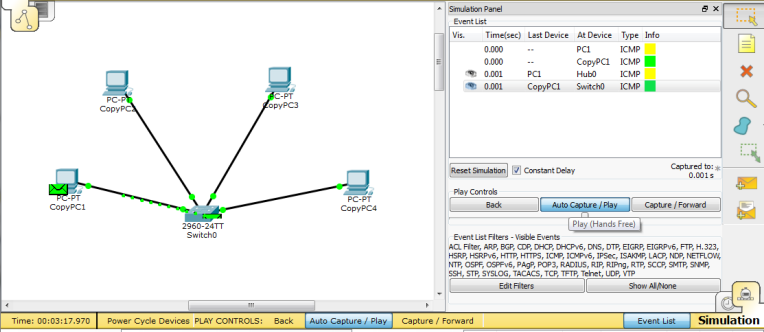 Simulation Panel
Event List
Vis. Time(sec) Last Device At Device Type Info
0.000 -- PC1 ICMP
0.000 -- CopyPC1 ICMP
0.001 PC1 Hub0 ICMP
0.001 CopyPC1 Switch0 ICMP
Reset Simulation Constant Delay Captured to: *
0.001 s
Play Controls
Back Auto Capture / Play Capture / Forward
Play (Hands Free)
Event List Filters - Visible Events
ACL Filter, ARP, BGP, CDP, DHCP, DHCPv6, DNS, DTP, EIGRP, EIGRPv6, FTP, H.323,
HSRP, HSRPv6, HTTP, HTTPS, ICMP, ICMPv6, IPSec, ISAKMP, LACP, NDP, NETFLOW,
NTP, OSPF, OSPFv6, PAgP, POP3, RADIUS, RIP, RIPng, RTP, SCCP, SMTP, SNMP,
SSH, STP, SYSLOG, TACACS, TCP, TFTP, Telnet, UDP, VTP
Edit Filters Show All/None
PC-PT
CopyPC2
PC-PT
CopyPC3
PC-PT
CopyPC1
PC-PT
CopyPC4
2960-24TT
Switch0
Time: 00:03:17.970 Power Cycle Devices PLAY CONTROLS: Back Auto Capture / Play Capture / Forward Event List Simulation